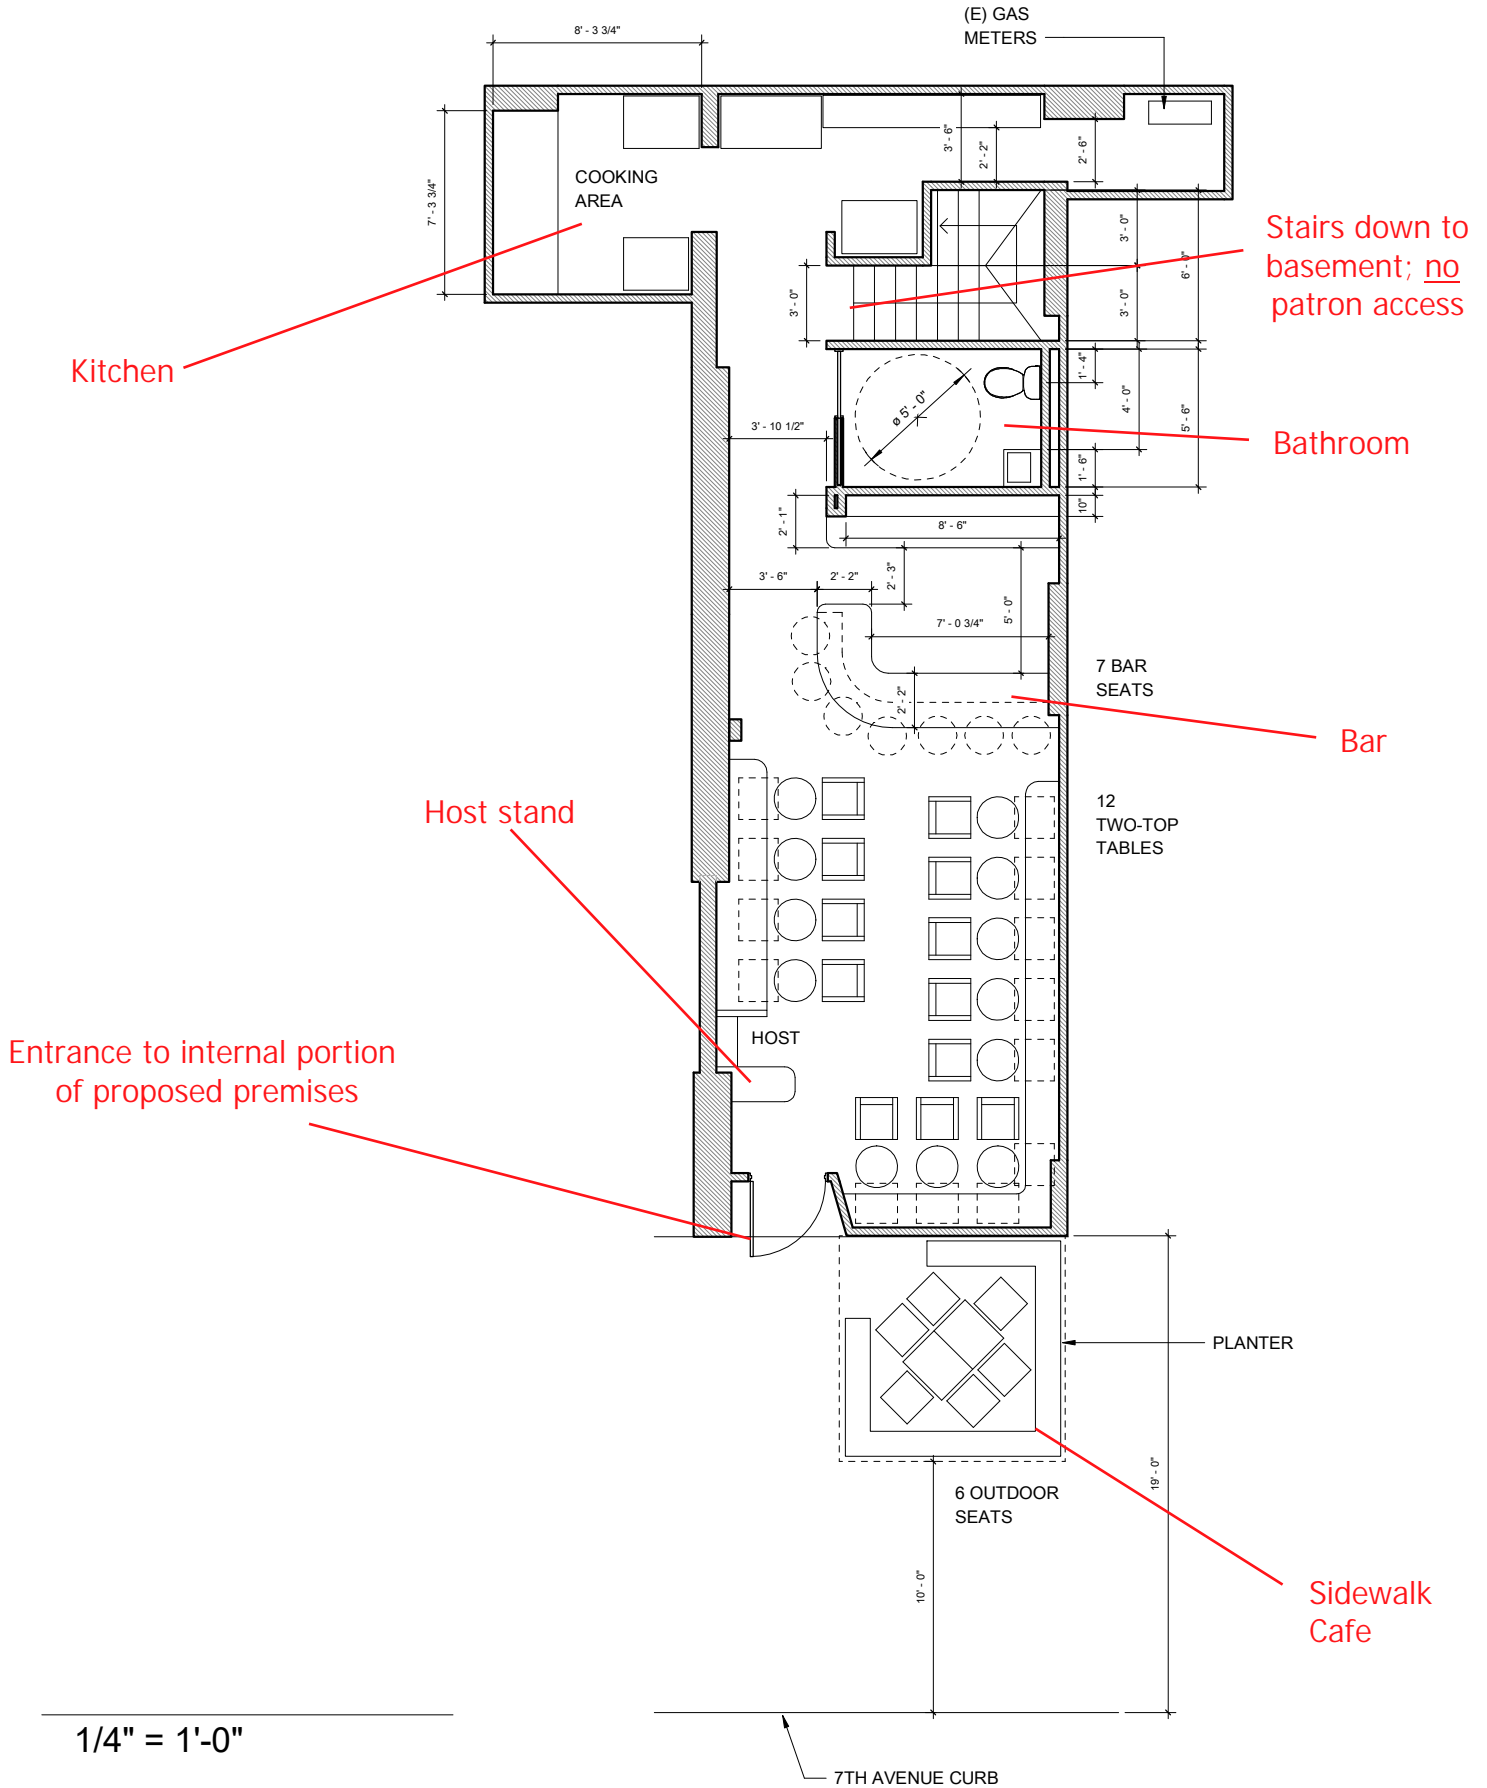 (E) GAS
METERS
8' - 3 3/4"
3' - 6"
2' - 2"
2' - 6"
7' - 3 3/4"
COOKING
AREA
3' - 0"
6' - 0"
3' - 0"
3' - 0"
Stairs down to
basement; no
patron access
Kitchen
1' - 4"
4' - 0"
5' - 6"
1' - 6"
10"
ø 5' - 0"
3' - 10 1/2"
Bathroom
2' - 1"
8' - 6"
3' - 6"
2' - 2"
2' - 3"
5' - 0"
7' - 0 3/4"
2' - 2"
7 BAR
SEATS
Bar
Host stand
12
TWO-TOP
TABLES
HOST
Entrance to internal portion
of proposed premises
PLANTER
6 OUTDOOR
SEATS
19' - 0"
10' - 0"
Sidewalk
Cafe
1/4" = 1'-0"
7TH AVENUE CURB